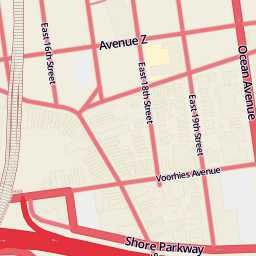 East 16th Street
Avenue Z
East 18th Street
Ocean Avenue
East 19th Street
Voorhies Avenue
Shore Parkway